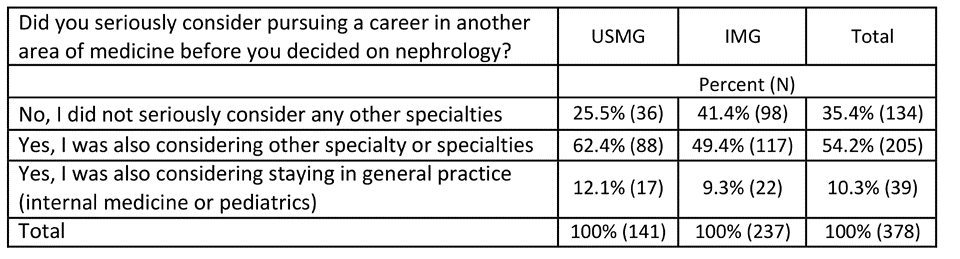 Did you seriously consider pursuing a career in another
area of medicine before you decided on nephrology? USMG IMG Total
Percent (N)
No, I did not seriously consider any other specialties 25.5% (36) 41.4% (98) 35.4% (134)
Yes, I was also considering other specialty or specialties 62.4% (88) 49.4% (117) 54.2% (205)
Yes, I was also considering staying in general practice
(internal medicine or pediatrics) 12.1% (17) 9.3% (22) 10.3% (39)
Total 100% (141) 100% (237) 100% (378)